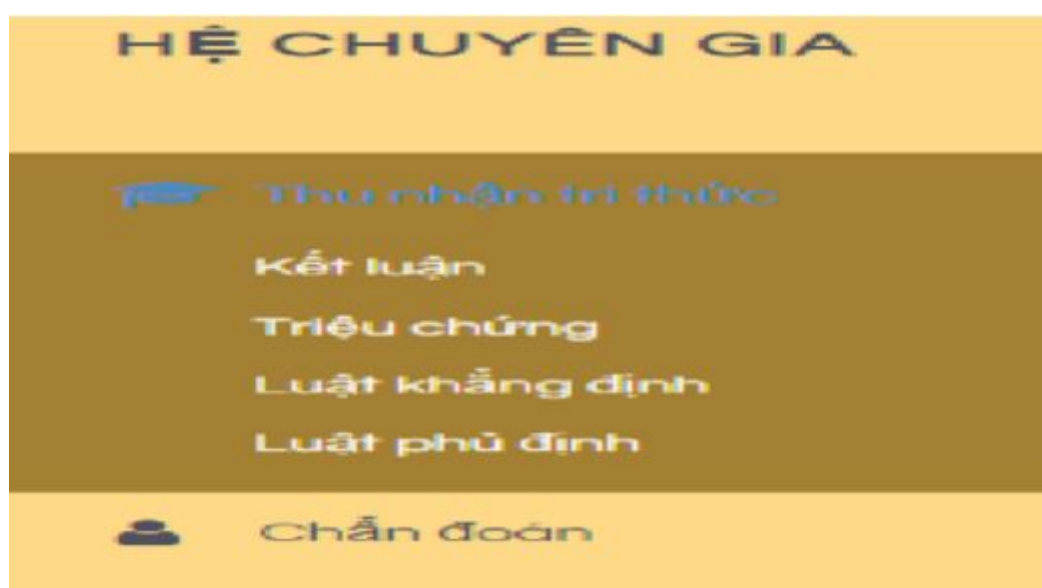 HỆ CHUYÊN GIA
Thu nhận tri thức
Kết luận
Triệu chứng
Luật khẳng định
Luật phủ định
Chẩn đoán